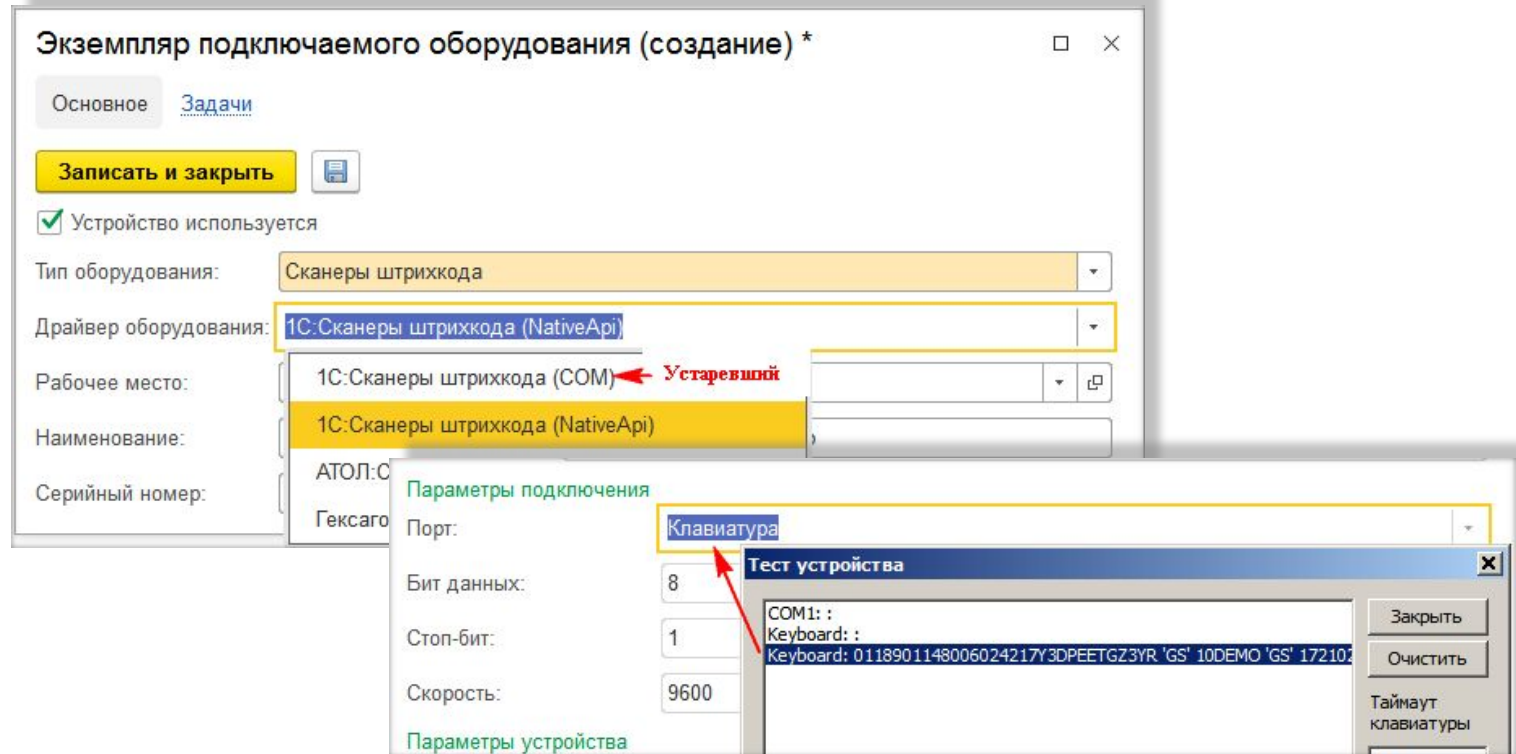 Экземпляр подключаемого оборудования (создание) *
Основное Задачи
Записать и закрыть
Устройство используется
Тип оборудования: Сканеры штрихкода
Драйвер оборудования: 1С:Сканеры штрихкода (NativeApi)
Рабочее место: 1С:Сканеры штрихкода (COM) Устаревший
Наименование: 1С:Сканеры штрихкода (NativeApi)
АТОЛ:С
Серийный номер:
Гексаго
Параметры подключения
Порт: Клавиатура
Тест устройства
Бит данных: 8
COM1: :
Закрыть
Keyboard: :
Стоп-бит: 1
Keyboard: 0118901148006024217Y3DPEETGZ3YR 'GS' 10DEMO 'GS' 172102
Очистить
Скорость: 9600
Таймаут
клавиатуры
Параметры устройства